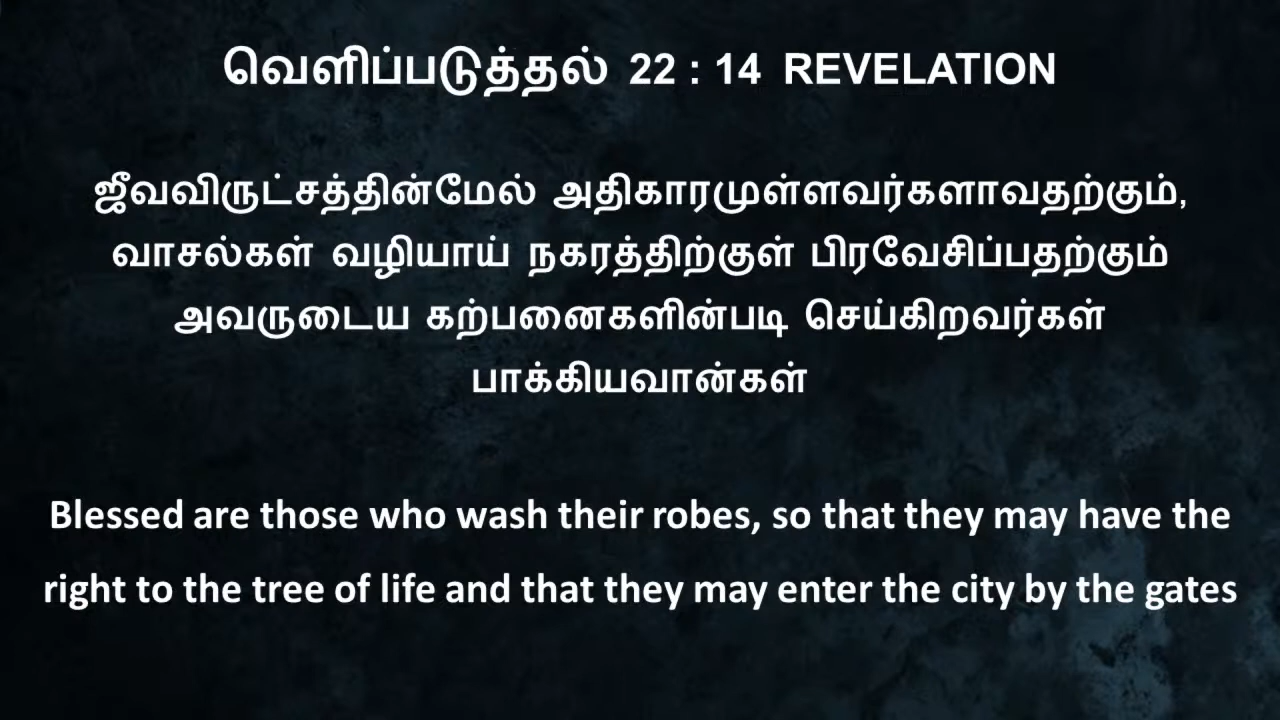 வெளிப்படுத்தல் 22 : 14 REVELATION
ஜீவவிருட்சத்தின்மேல் அதிகாரமுள்ளவர்களாவதற்கும்,
வாசல்கள் வழியாய் நகரத்திற்குள் பிரவேசிப்பதற்கும்
அவருடைய கற்பனைகளின்படி செய்கிறவர்கள்
பாக்கியவான்கள்
Blessed are those who wash their robes, so that they may have the
right to the tree of life and that they may enter the city by the gates